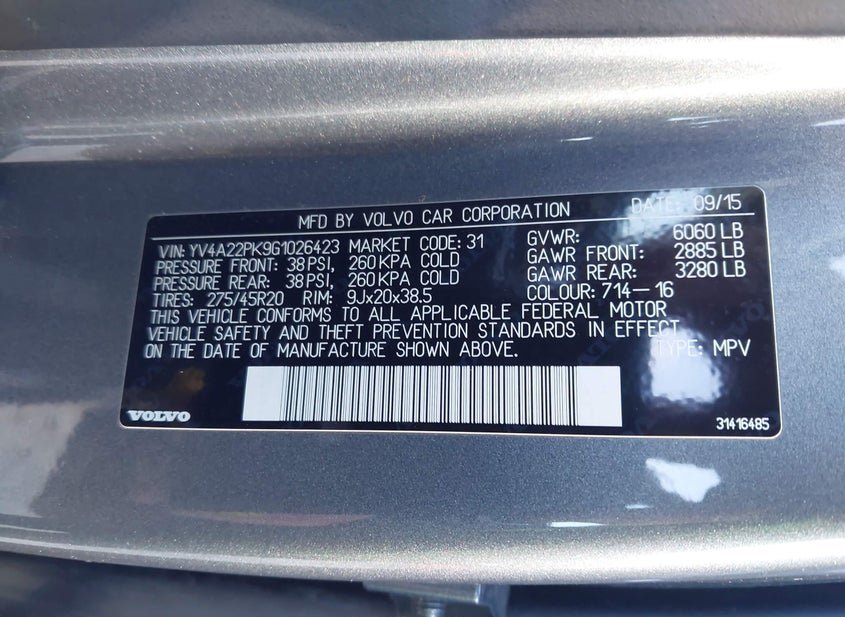 MFD BY VOLVO CAR CORPORATION DATE: 09/15
VIN: YV4A22PK9G1026423 MARKET CODE: 31 GVWR: 6060 LB
PRESSURE FRONT: 38 PSI, 260 KPA COLD GAWR FRONT: 2885 LB
PRESSURE REAR: 38 PSI, 260 KPA COLD GAWR REAR: 3280 LB
TIRES: 275/45R20 RIM: 9Jx20x38.5 COLOUR: 714-16
THIS VEHICLE CONFORMS TO ALL APPLICABLE FEDERAL MOTOR
VEHICLE SAFETY AND THEFT PREVENTION STANDARDS IN EFFECT
ON THE DATE OF MANUFACTURE SHOWN ABOVE. TYPE: MPV
VOLVO 31416485